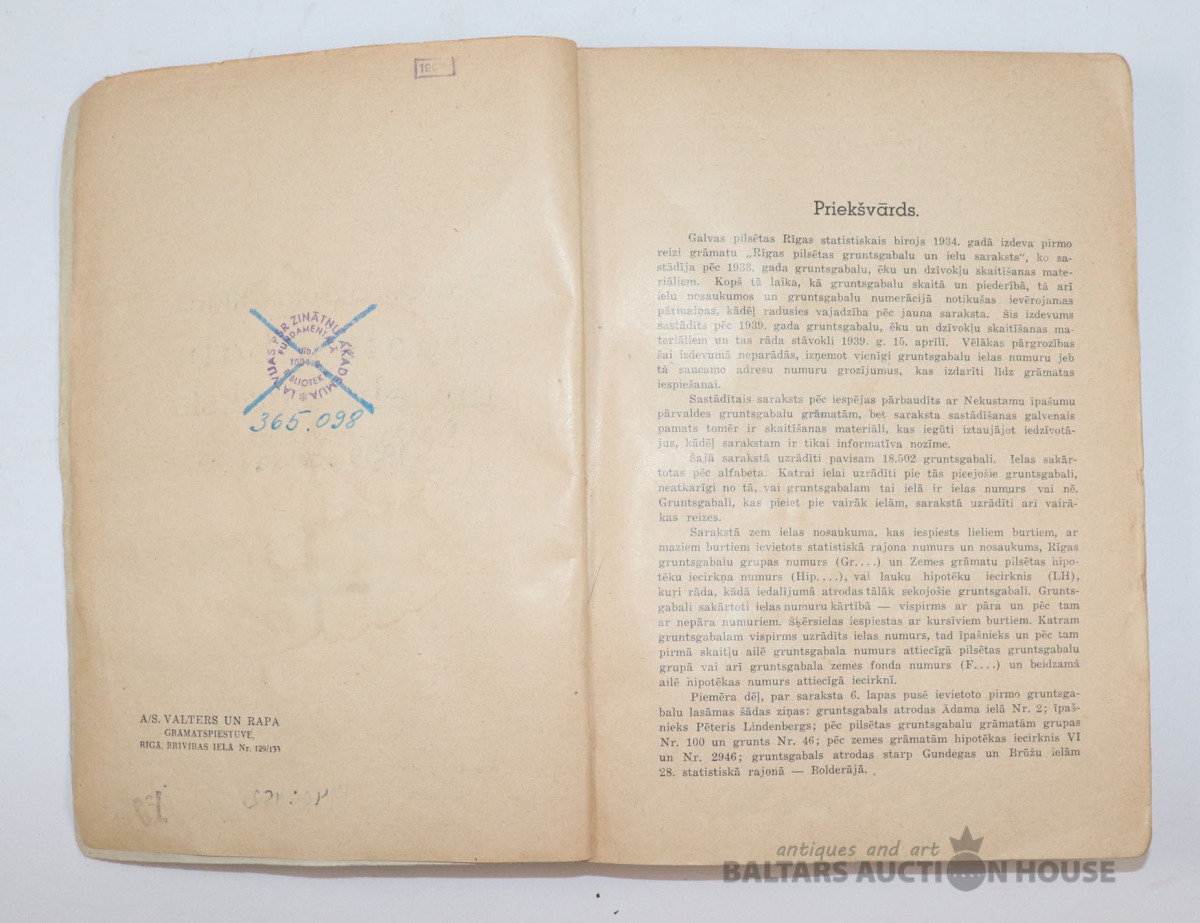 LATVIJAS PSR ZINĀTŅU AKADEMIJA
FUNDAMENTĀLĀ
BIBLIOTEKA
365.098
A/S. VALTERS UN RAPA
GRĀMATSPIESTUVE,
RĪGĀ, BRĪVĪBAS IELĀ Nr. 129/133
Priekšvārds.
Galvas pilsētas Rīgas statistiskais birojs 1934. gadā izdeva pirmo
reizi grāmatu „Rīgas pilsētas gruntsgabalu un ielu saraksts“, ko sa-
stādīja pēc 1933. gada gruntsgabalu, ēku un dzīvokļu skaitīšanas mate-
riāliem. Kopš tā laika, kā gruntsgabalu skaitā un piederībā, tā arī
ielu nosaukumos un gruntsgabalu numerācijā notikušas ievērojamas
pārmaiņas, kādēļ radusies vajadzība pēc jauna saraksta. Šis izdevums
sastādīts pēc 1939. gada gruntsgabalu, ēku un dzīvokļu skaitīšanas ma-
teriāliem un tas rāda stāvokli 1939. g. 15. aprīlī. Vēlākas pārgrozības
šai izdevumā neparādās, izņemot vienīgi gruntsgabalu ielas numuru jeb
tā saucamo adresu numuru grozījumus, kas izdarīti līdz grāmatas
iespiešanai.
Sastādītais saraksts pēc iespējas pārbaudīts ar Nekustamu īpašumu
pārvaldes gruntsgabalu grāmatām, bet saraksta sastādīšanas galvenais
pamats tomēr ir skaitīšanas materiāli, kas iegūti iztaujājot iedzīvotā-
jus, kādēļ sarakstam ir tikai informatīva nozīme.
Šajā sarakstā uzrādīti pavisam 18.502 gruntsgabali. Ielas sakār-
totas pēc alfabeta. Katrai ielai uzrādīti pie tās pieejošie gruntsgabali,
neatkarīgi no tā, vai gruntsgabalam tai ielā ir ielas numurs vai nē.
Gruntsgabali, kas pieiet pie vairāk ielām, sarakstā uzrādīti arī vairā-
kas reizes.
Sarakstā zem ielas nosaukuma, kas iespiests lieliem burtiem, ar
maziem burtiem ievietots statistiskā rajona numurs un nosaukums, Rīgas
gruntsgabalu grupas numurs (Gr....) un Zemes grāmatu pilsētas hipo-
tēku iecirkņa numurs (Hip....), vai lauku hipotēku iecirknis (LH),
kuŗi rāda, kādā iedalījumā atrodas tālāk sekojošie gruntsgabali. Grunts-
gabali sakārtoti ielas numuru kārtībā — vispirms ar pāra un pēc tam
ar nepāra numuriem. Šķērsielas iespiestas ar kursīviem burtiem. Katram
gruntsgabalam vispirms uzrādīts ielas numurs, tad īpašnieks un pēc tam
pirmā skaitļu ailē gruntsgabala numurs attiecīgā pilsētas gruntsgabalu
grupā vai arī gruntsgabala zemes fonda numurs (F....) un beidzamā
ailē hipotēkas numurs attiecīgā iecirknī.
Piemēra dēļ, par saraksta 6. lapas pusē ievietoto pirmo gruntsga-
balu lasāmas šādas ziņas: gruntsgabals atrodas Ādama ielā Nr. 2; īpaš-
nieks Pēteris Lindenbergs; pēc pilsētas gruntsgabalu grāmatām grupas
Nr. 100 un grunts Nr. 46; pēc zemes grāmatām hipotēkas iecirknis VI
un Nr. 2946; gruntsgabals atrodas starp Gundegas un Brūžu ielām
28. statistiskā rajonā — Bolderājā.
antiques and art
BALTARS AUCTION HOUSE